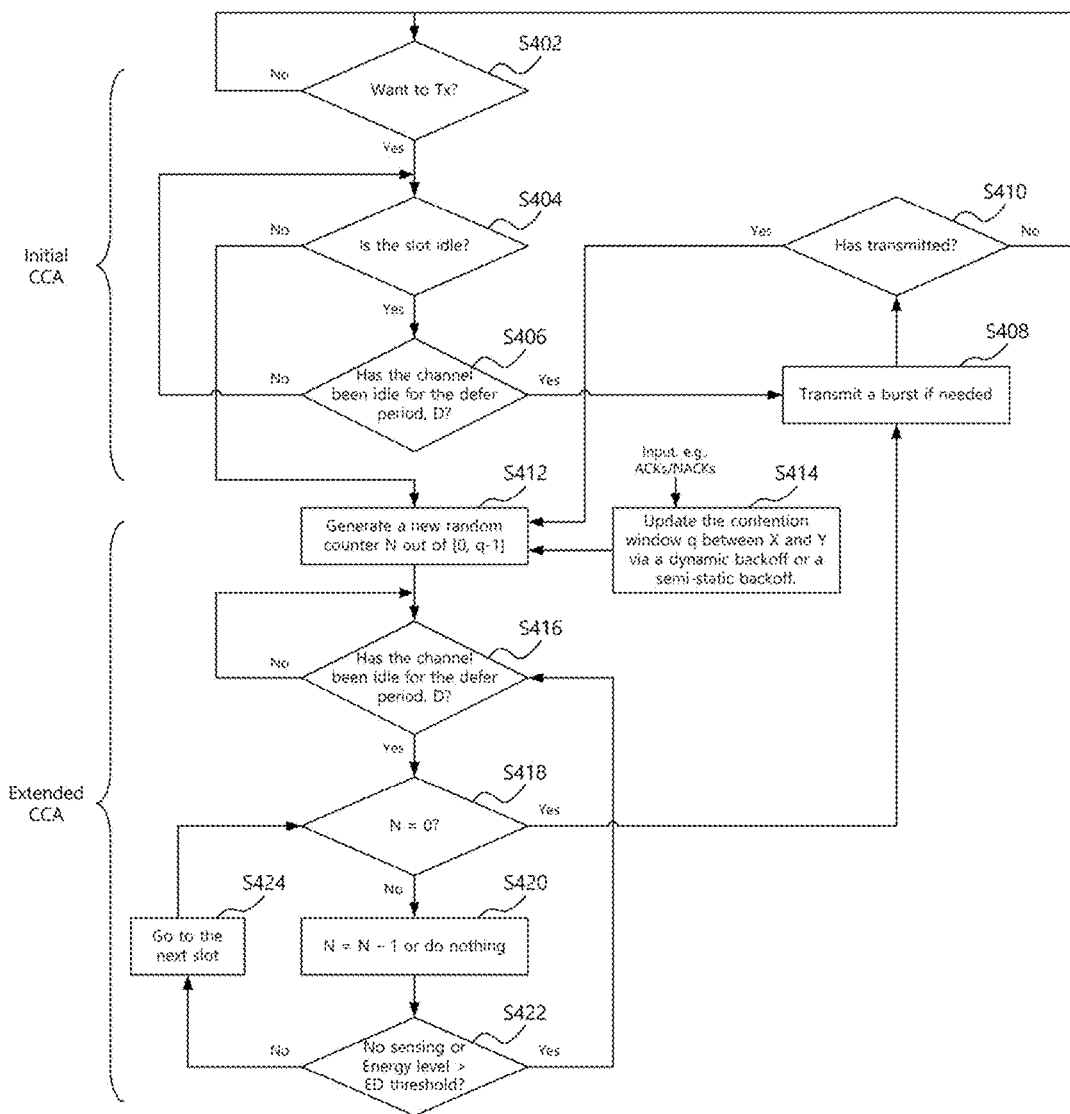 S402
No
Want to Tx?
Yes
S404
No
Is the slot idle?
Yes
S410
Yes
Has transmitted?
No
Initial
CCA
S406
No
Has the channel
been idle for the defer
period, D?
Yes
S408
Transmit a burst if needed
Input. e.g.,
ACKs/NACKs
S412
Generate a new random
counter N out of [0, q-1]
S414
Update the contention
window q between X and Y
via a dynamic backoff or a
semi-static backoff.
S416
No
Has the channel
been idle for the defer
period, D?
Yes
Extended
CCA
S418
N = 0?
Yes
No
S424
Go to the
next slot
S420
N = N - 1 or do nothing
S422
No
No sensing or
Energy level >
ED threshold?
Yes